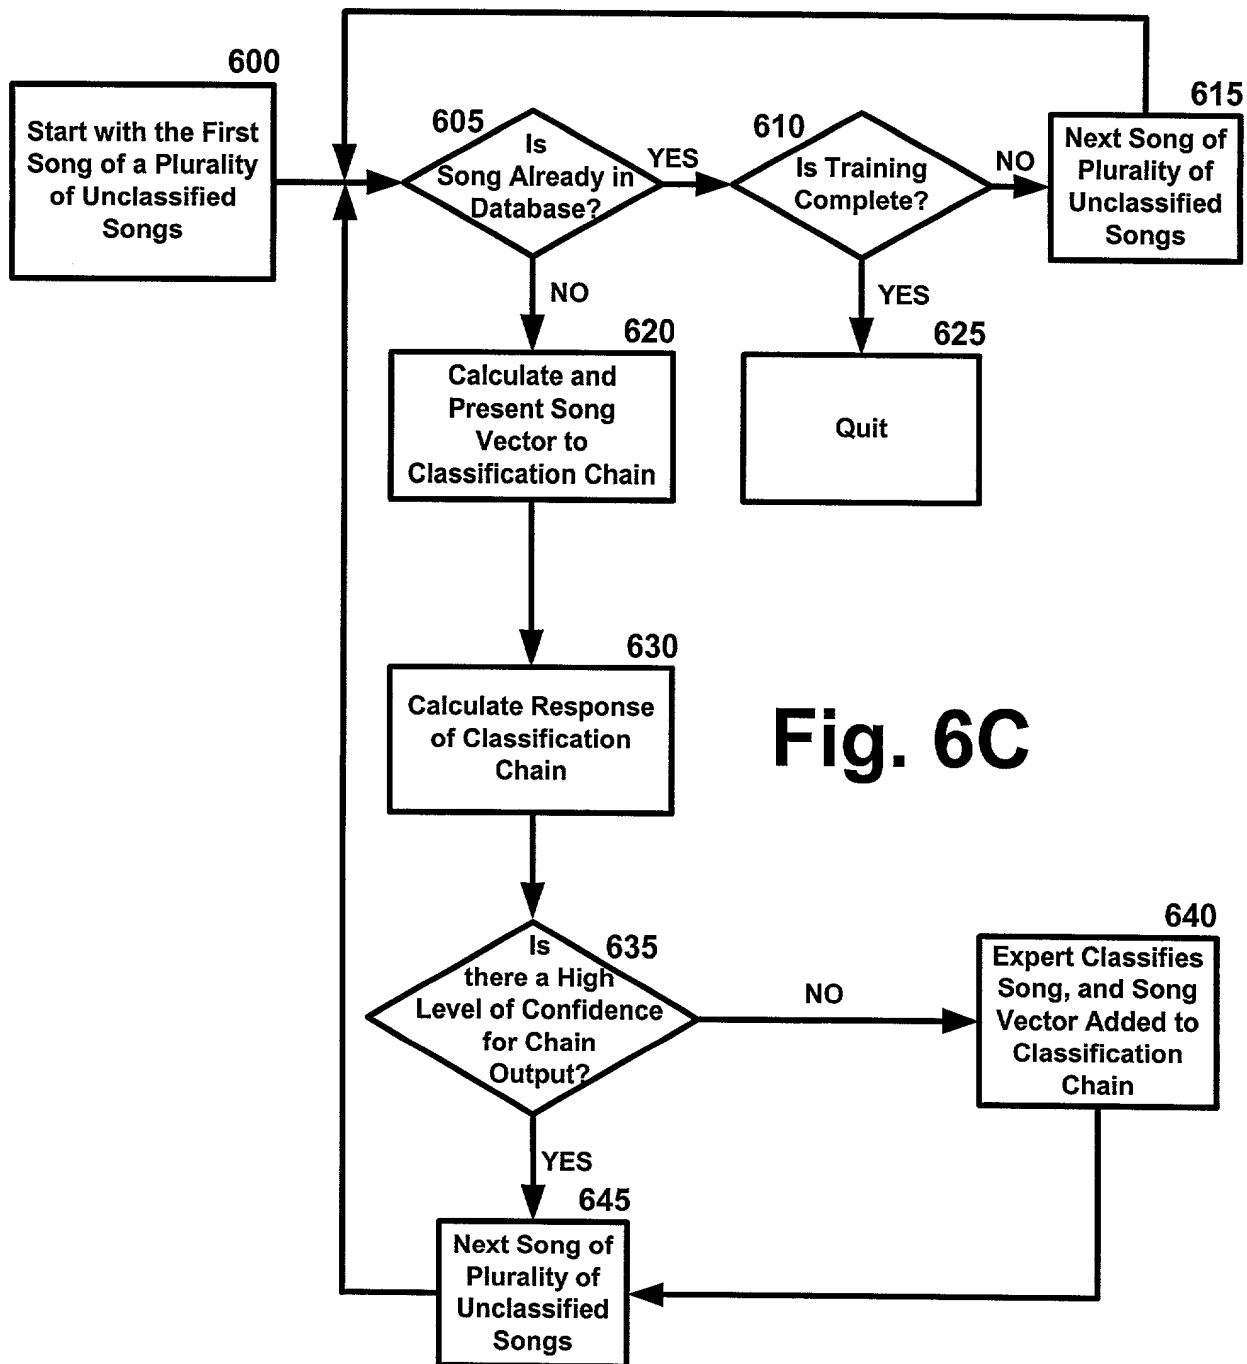 600
Start with the First
Song of a Plurality
of Unclassified
Songs
605
Is
Song Already in
Database?
YES
610
Is Training
Complete?
NO
615
Next Song of
Plurality of
Unclassified
Songs
NO
YES
620
Calculate and
Present Song
Vector to
Classification Chain
625
Quit
630
Calculate Response
of Classification
Chain
Fig. 6C
635
Is
there a High
Level of Confidence
for Chain
Output?
NO
640
Expert Classifies
Song, and Song
Vector Added to
Classification
Chain
YES
645
Next Song of
Plurality of
Unclassified
Songs